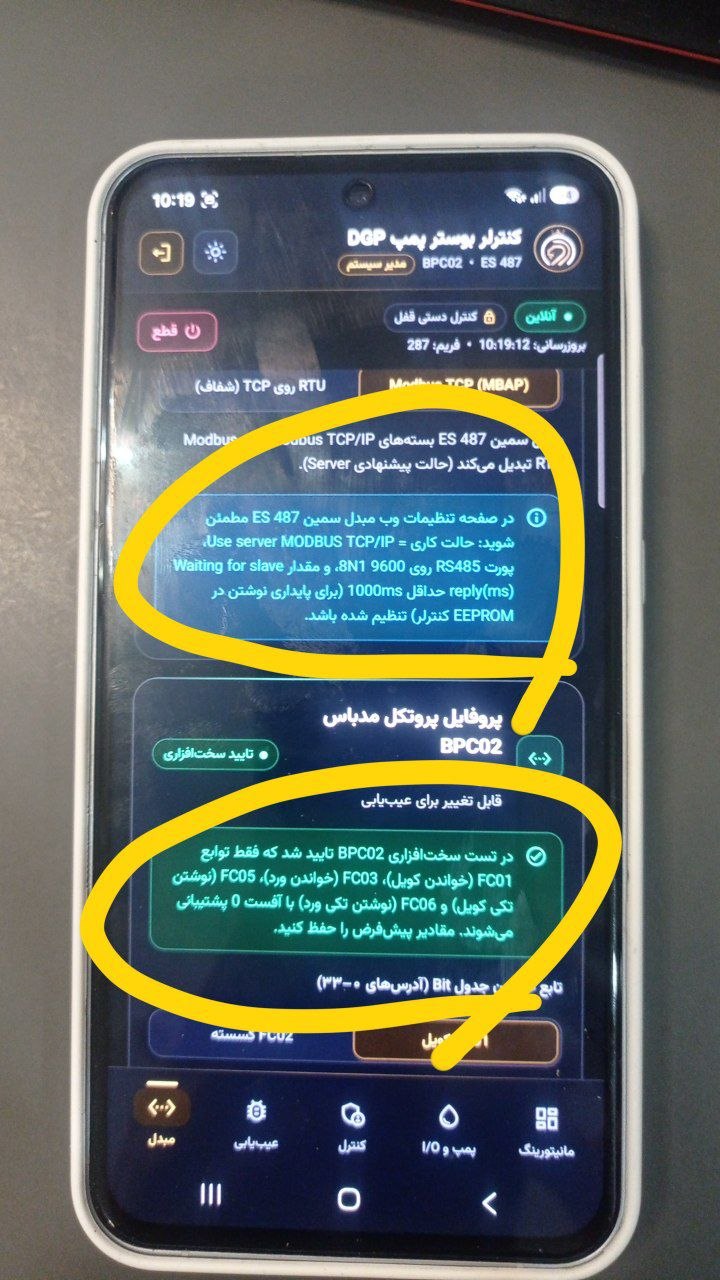 10:19
کنترلر بوستر پمپ DGP
BPC02 • ES 487 مدیر سیستم
آنلاین
کنترل دستی قفل
قطع
بروزرسانی: 10:19:12 • فریم: 287
Modbus TCP (MBAP)
RTU روی TCP (شفاف)
سمین ES 487 بسته‌های Modbus TCP/IP
تبدیل می‌کند (حالت پیشنهادی Server).
در صفحه تنظیمات وب مبدل سمین ES 487 مطمئن
شوید: حالت کاری = Use server MODBUS TCP/IP،
پورت RS485 روی 9600 8N1، و مقدار Waiting for slave
reply(ms) حداقل 1000ms (برای پایداری نوشتن در
EEPROM کنترلر) تنظیم شده باشد.
پروفایل پروتکل مدباس
BPC02
تایید سخت‌افزاری
قابل تغییر برای عیب‌یابی
در تست سخت‌افزاری BPC02 تایید شد که فقط توابع
FC01 (خواندن کویل)، FC03 (خواندن ورد)، FC05 (نوشتن
تکی کویل) و FC06 (نوشتن تکی ورد) با آفست 0 پشتیبانی
می‌شوند. مقادیر پیش‌فرض را حفظ کنید.
تابع جدول Bit (آدرس‌های ۰–۳۳)
کویل
FC02 گسسته
مانیتورینگ
پمپ و I/O
کنترل
عیب‌یابی
مبدل